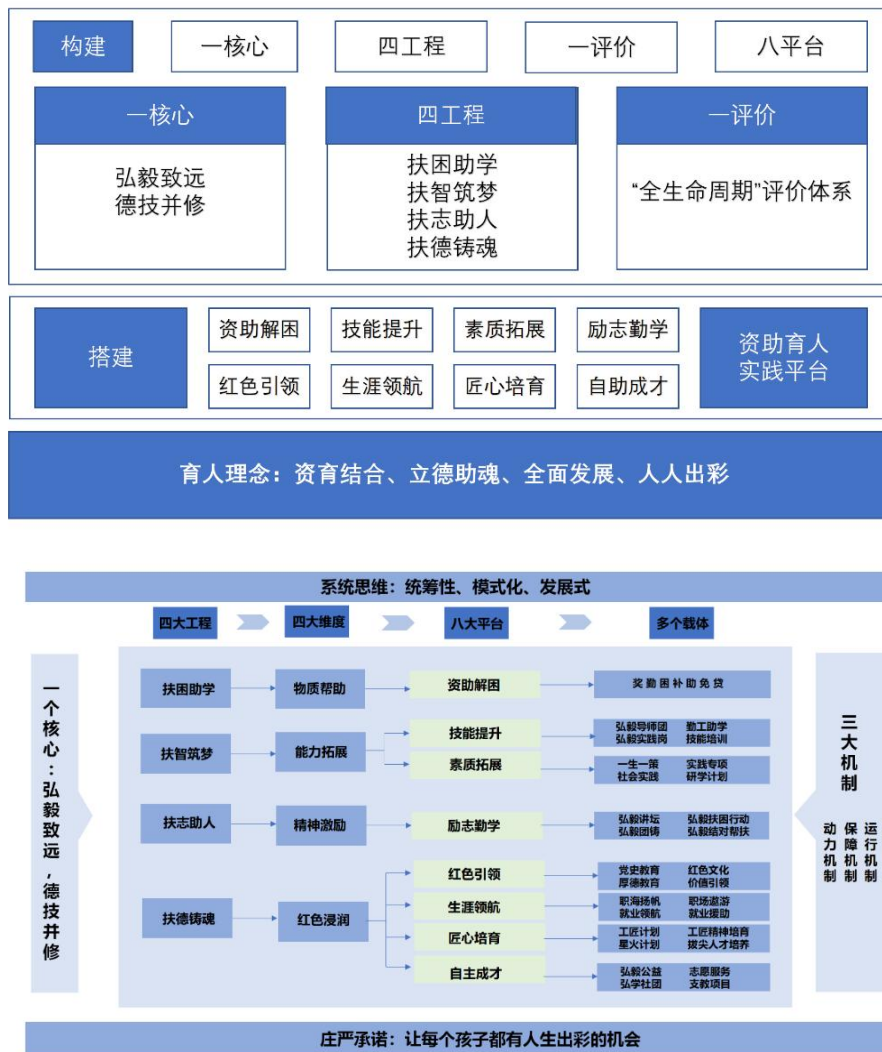 构建
一核心
四工程
一评价
八平台
一核心
弘毅致远
德技并修
四工程
扶困助学
扶智筑梦
扶志助人
扶德铸魂
一评价
“全生命周期”评价体系
搭建
资助解困
技能提升
素质拓展
励志勤学
红色引领
生涯领航
匠心培育
自助成才
资助育人
实践平台
育人理念：资育结合、立德助魂、全面发展、人人出彩
系统思维：统筹性、模式化、发展式
四大工程
四大维度
八大平台
多个载体
一个核心：弘毅致远，德技并修
扶困助学
物质帮助
资助解困
奖勤困补助免贷
扶智筑梦
能力拓展
技能提升
弘毅导师团 勤工助学
弘毅实践岗 技能培训
素质拓展
一生一策 实践专项
社会实践 研学计划
扶志助人
精神激励
励志勤学
弘毅讲坛 弘毅扶困行动
弘毅团铸 弘毅结对帮扶
扶德铸魂
红色浸润
红色引领
党史教育 红色文化
厚德教育 价值引领
生涯领航
职海扬帆 职场遨游
就业领航 就业援助
匠心培育
工匠计划 工匠精神培育
星火计划 拔尖人才培养
自主成才
弘毅公益 志愿服务
弘学社团 支教项目
三大机制
运行机制
保障机制
动力机制
庄严承诺：让每个孩子都有人生出彩的机会